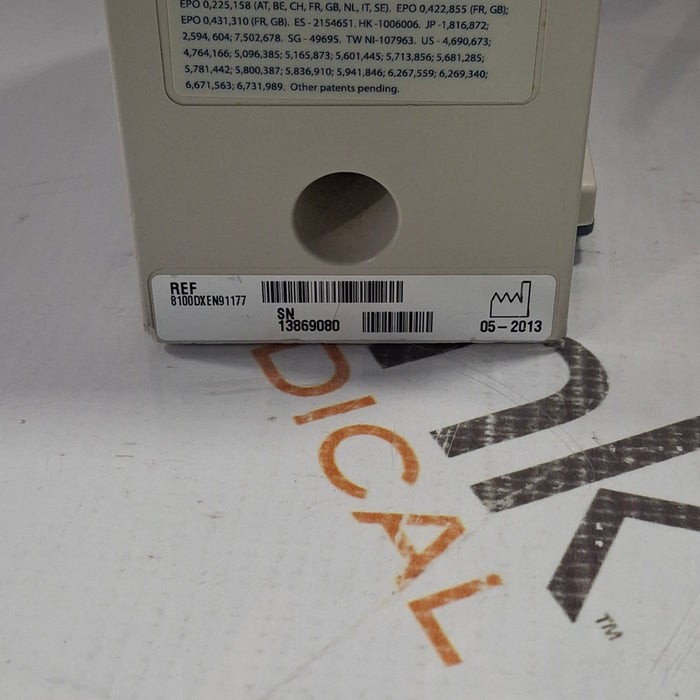 EPO 0,225,158 (AT, BE, CH, FR, GB, NL, IT, SE). EPO 0,422,855 (FR, GB);
EPO 0,431,310 (FR, GB). ES - 2154651. HK -1006006. JP -1,816,872;
2,594, 604; 7,502,678. SG - 49695. TW NI-107963. US - 4,690,673;
4,764,166; 5,096,385; 5,165,873; 5,601,445; 5,713,856; 5,681,285;
5,781,442; 5,800,387; 5,836,910; 5,941,846; 6,267,559; 6,269,340;
6,671,563; 6,731,989. Other patents pending.
REF
8100DXEN91177
SN
13869080
05-2013
nk
DICAL
TM